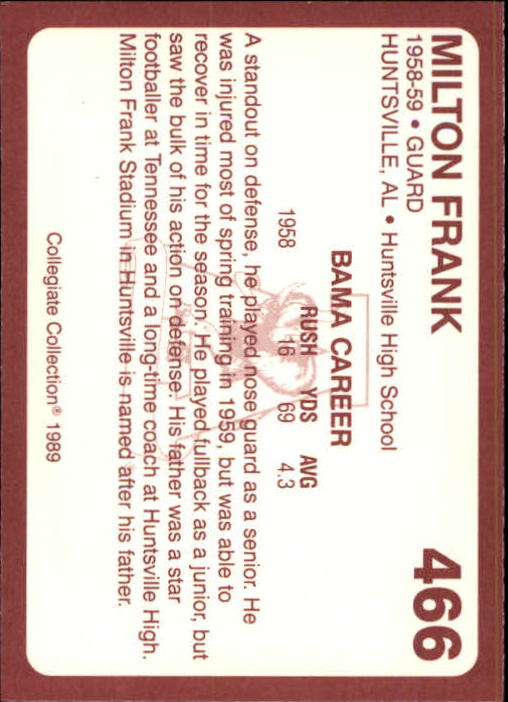 MILTON FRANK 466
1958-59 • GUARD
HUNTSVILLE, AL • Huntsville High School
BAMA CAREER
RUSH YDS AVG
1958 16 69 4.3
A standout on defense, he played nose guard as a senior. He
was injured most of spring training in 1959, but was able to
recover in time for the season. He played fullback as a junior, but
saw the bulk of his action on defense. His father was a star
footballer at Tennessee and a long-time coach at Huntsville High.
Milton Frank Stadium in Huntsville is named after his father.
Collegiate Collection® 1989